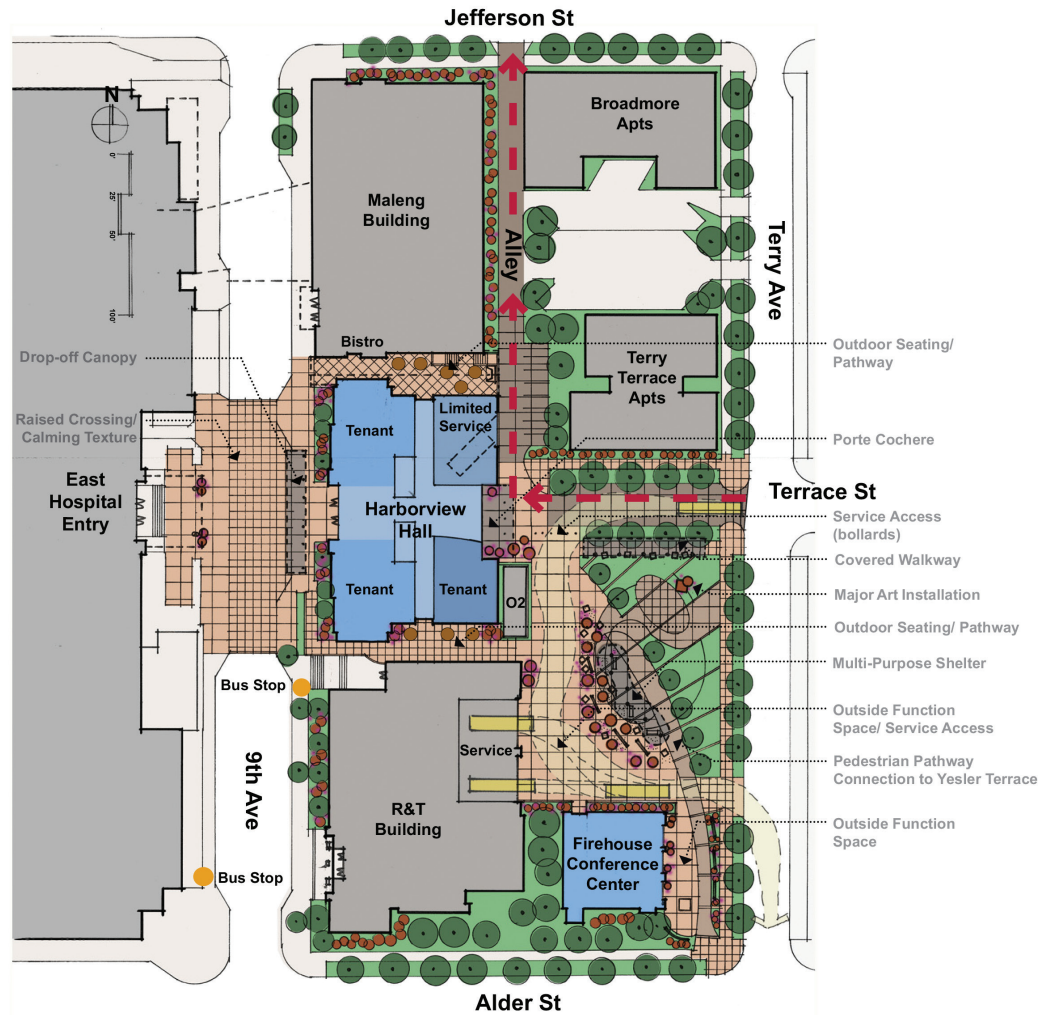 Jefferson St
N
0'
25'
50'
100'
Broadmore
Apts
Maleng
Building
Alley
Terry Ave
Bistro
Drop-off Canopy
Outdoor Seating/
Pathway
Terry
Terrace
Apts
Tenant
Limited
Service
Raised Crossing/
Calming Texture
Porte Cochere
East
Hospital
Entry
Harborview
Hall
Terrace St
Service Access
(bollards)
Covered Walkway
Tenant
Tenant
O2
Major Art Installation
Outdoor Seating/ Pathway
Multi-Purpose Shelter
Bus Stop
Outside Function
Space/ Service Access
Service
Pedestrian Pathway
Connection to Yesler Terrace
9th Ave
R&T
Building
Outside Function
Space
Firehouse
Conference
Center
Bus Stop
Alder St